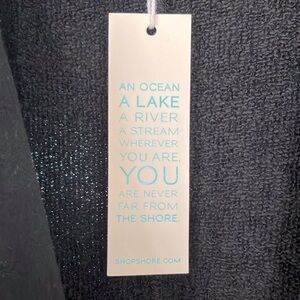 AN OCEAN
A LAKE
A RIVER
A STREAM
WHEREVER
YOU ARE,
YOU
ARE NEVER
FAR FROM
THE SHORE.
SHOPSHORE.COM